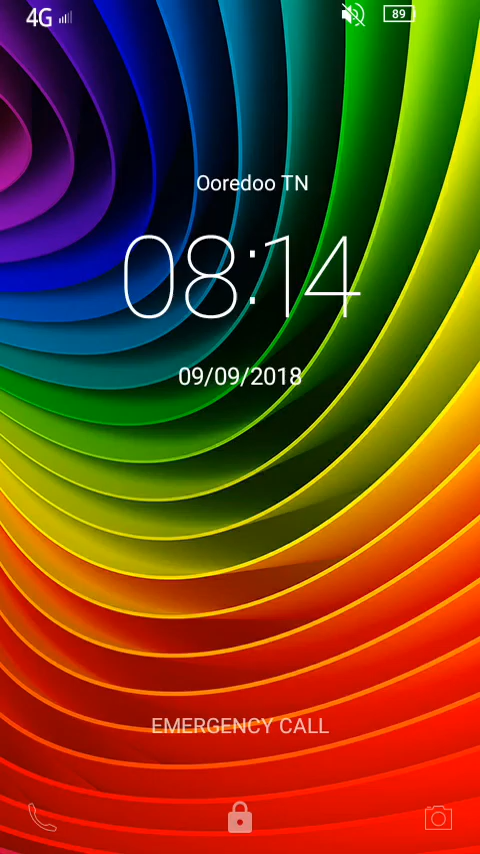 4G 89
Ooredoo TN
08:14
09/09/2018
EMERGENCY CALL